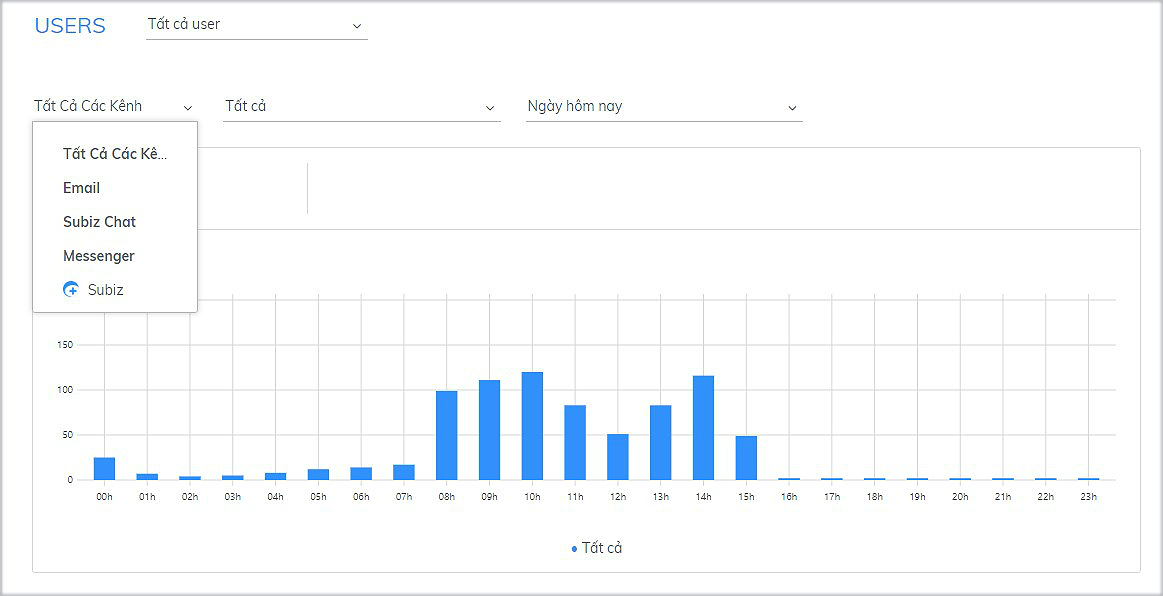 USERS
Tất cả user
Tất Cả Các Kênh
Tất cả
Ngày hôm nay
Tất Cả Các Kê...
Email
Subiz Chat
Messenger
Subiz
150
100
50
0
00h 01h 02h 03h 04h 05h 06h 07h 08h 09h 10h 11h 12h 13h 14h 15h 16h 17h 18h 19h 20h 21h 22h 23h
Tất cả